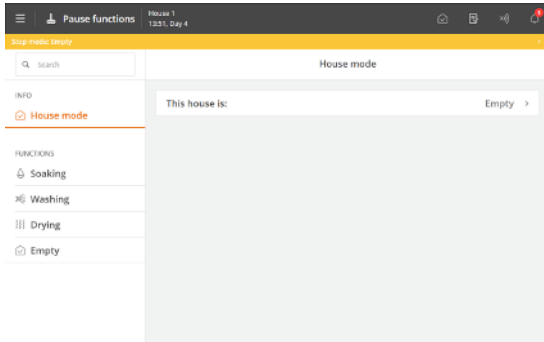 Pause functions
House 1
13:51, Day 4
Stop mode: Empty
Search
House mode
INFO
House mode
This house is:
Empty
FUNCTIONS
Soaking
Washing
Drying
Empty